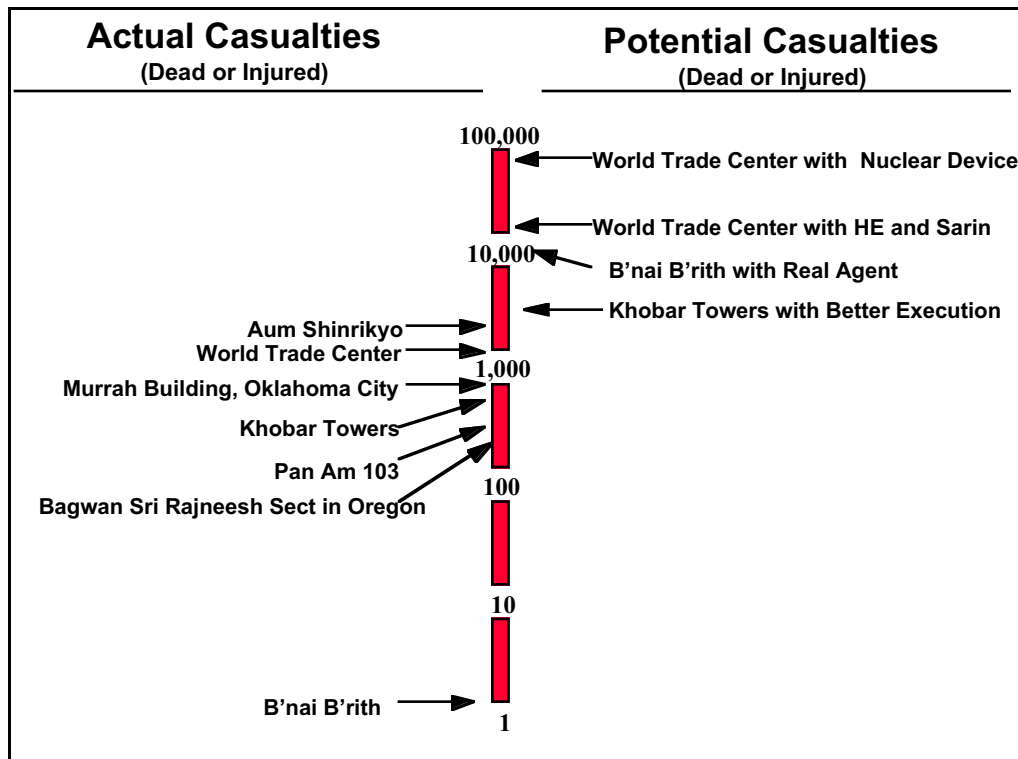 Actual Casualties
(Dead or Injured)
Potential Casualties
(Dead or Injured)
100,000
World Trade Center with Nuclear Device
World Trade Center with HE and Sarin
10,000
B'nai B'rith with Real Agent
Khobar Towers with Better Execution
Aum Shinrikyo
World Trade Center
1,000
Murrah Building, Oklahoma City
Khobar Towers
Pan Am 103
100
Bagwan Sri Rajneesh Sect in Oregon
10
B'nai B'rith
1